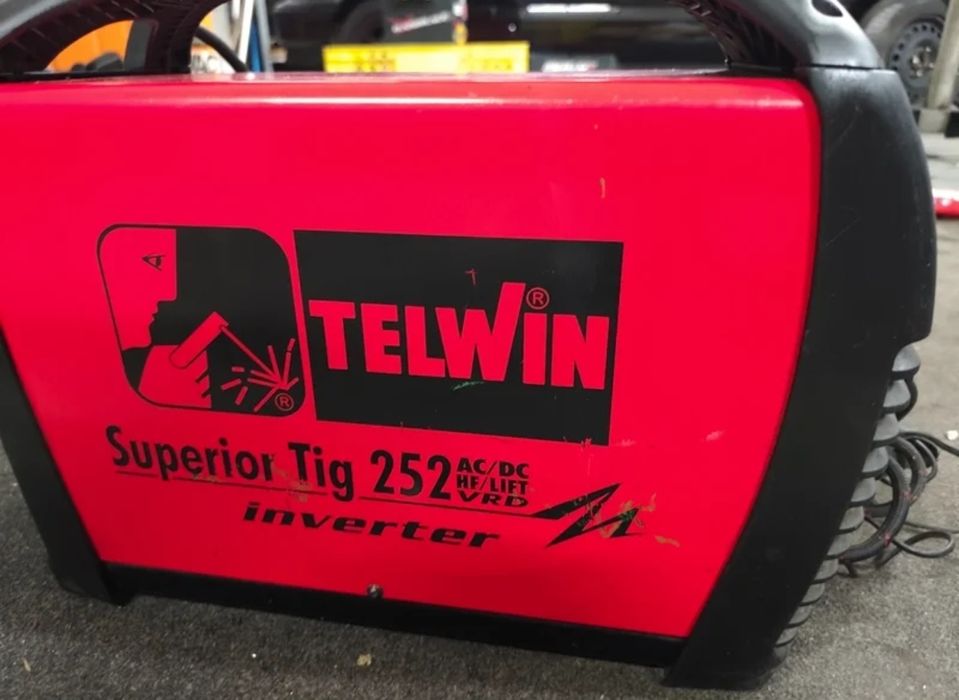 TELWIN®
®
Superior Tig 252 AC/DC
HF/LIFT
VRD
inverter